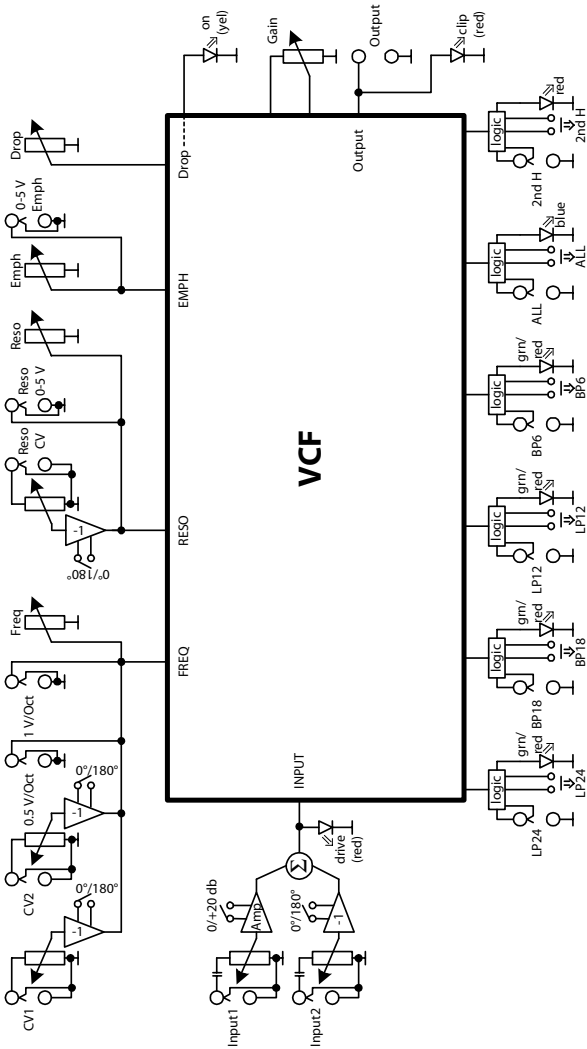 on
(yel)
Gain
Output
clip
(red)
Drop
Drop
Output
0-5 V
Emph
Emph
EMPH
Reso
Reso
0-5 V
Reso
CV
-1
0°/180°
RESO
VCF
Freq
FREQ
1 V/Oct
0.5 V/Oct
0°/180°
-1
CV2
0°/180°
-1
CV1
INPUT
drive
(red)
Σ
0/+20 db
Amp
Input1
0°/180°
-1
Input2
logic
red
2nd H
2nd H
logic
blue
ALL
ALL
logic
grn/
red
BP6
BP6
logic
grn/
red
LP12
LP12
logic
grn/
red
BP18
BP18
logic
grn/
red
LP24
LP24